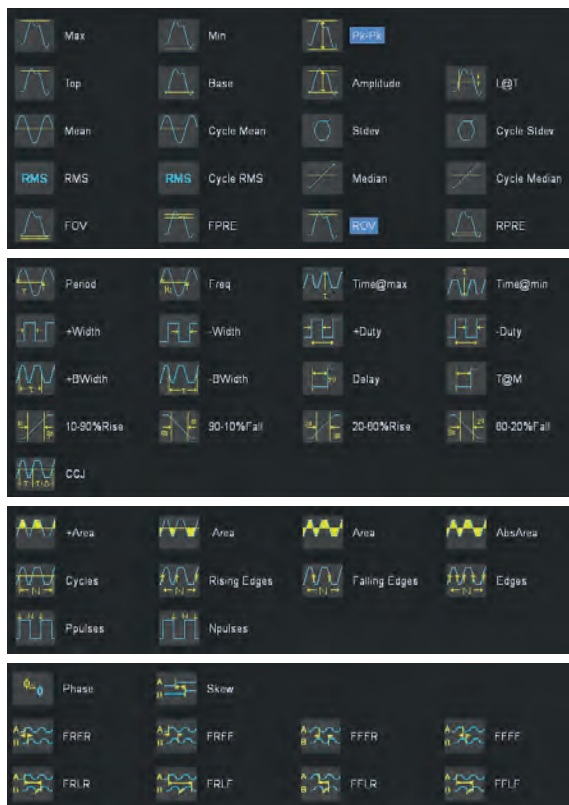 Max Min Pk-Pk
Top Base Amplitude L@T
Mean Cycle Mean Stdev Cycle Stdev
RMS RMS RMS Cycle RMS Median Cycle Median
FOV FPRE ROV RPRE
Period Freq Time@max Time@min
+Width -Width +Duty -Duty
+BWidth -BWidth Delay T@M
10-90%Rise 90-10%Fall 20-80%Rise 80-20%Fall
CCJ
+Area -Area Area AbsArea
Cycles Rising Edges Falling Edges Edges
Ppulses Npulses
Phase Skew
FRFR FRFF FFFR FFFF
FRLR FRLF FFLR FFLF